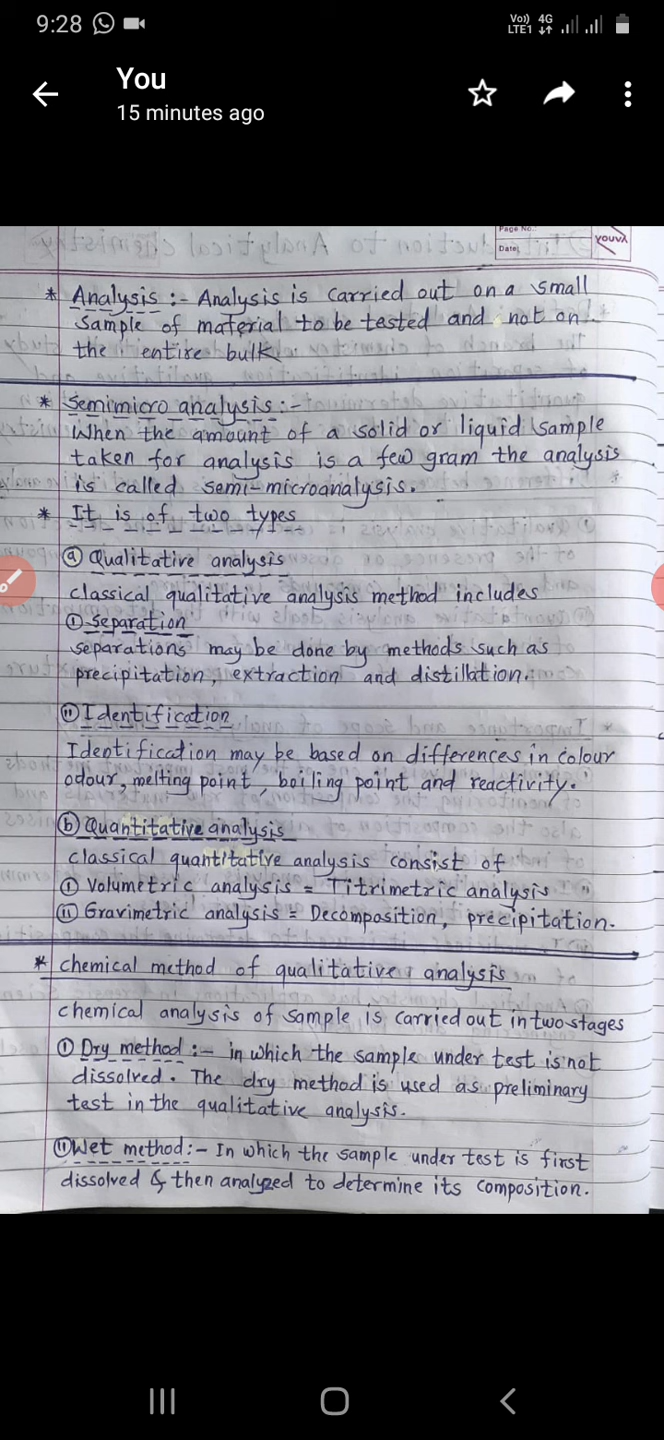 9:28
Vo)) 4G
LTE1
You
15 minutes ago
Page No.:
Date:
YOUVA
* Analysis :- Analysis is carried out on a small
sample of material to be tested and not on
the entire bulk.
* Semimicro analysis :-
When the amount of a solid or liquid sample
taken for analysis is a few gram the analysis
is called semi-microanalysis.
* It is of two types
(a) Qualitative analysis
classical qualitative analysis method includes
(i) Separation
separations may be done by methods such as
precipitation, extraction and distillation.
(ii) Identification
Identification may be based on differences in colour
odour, melting point, boiling point and reactivity.
(b) Quantitative analysis
classical quantitative analysis consist of
(i) Volumetric analysis = Titrimetric analysis
(ii) Gravimetric analysis = Decomposition, precipitation.
* chemical method of qualitative analysis
chemical analysis of sample is carried out in two stages
(i) Dry method :- in which the sample under test is not
dissolved. The dry method is used as preliminary
test in the qualitative analysis.
(ii) Wet method :- In which the sample under test is first
dissolved & then analyzed to determine its composition.